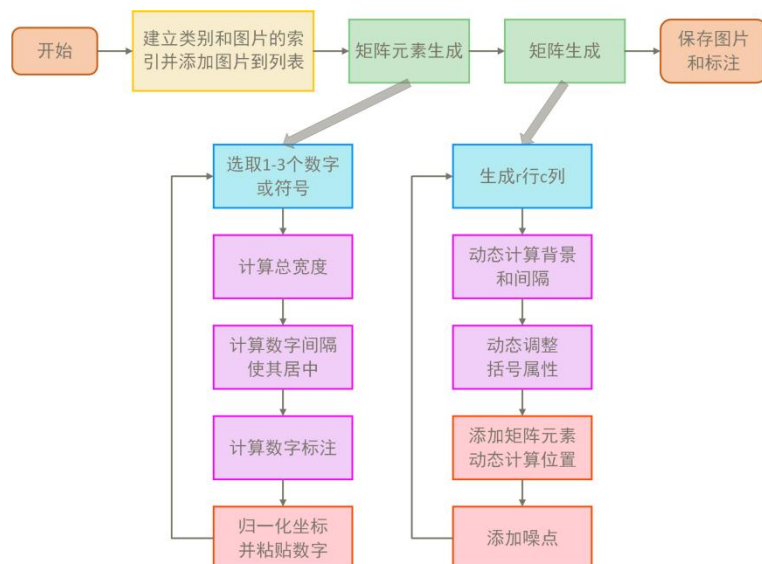 开始
建立类别和图片的索
引并添加图片到列表
矩阵元素生成
矩阵生成
保存图片
和标注
选取1-3个数字
或符号
计算总宽度
计算数字间隔
使其居中
计算数字标注
归一化坐标
并粘贴数字
生成r行c列
动态计算背景
和间隔
动态调整
括号属性
添加矩阵元素
动态计算位置
添加噪点